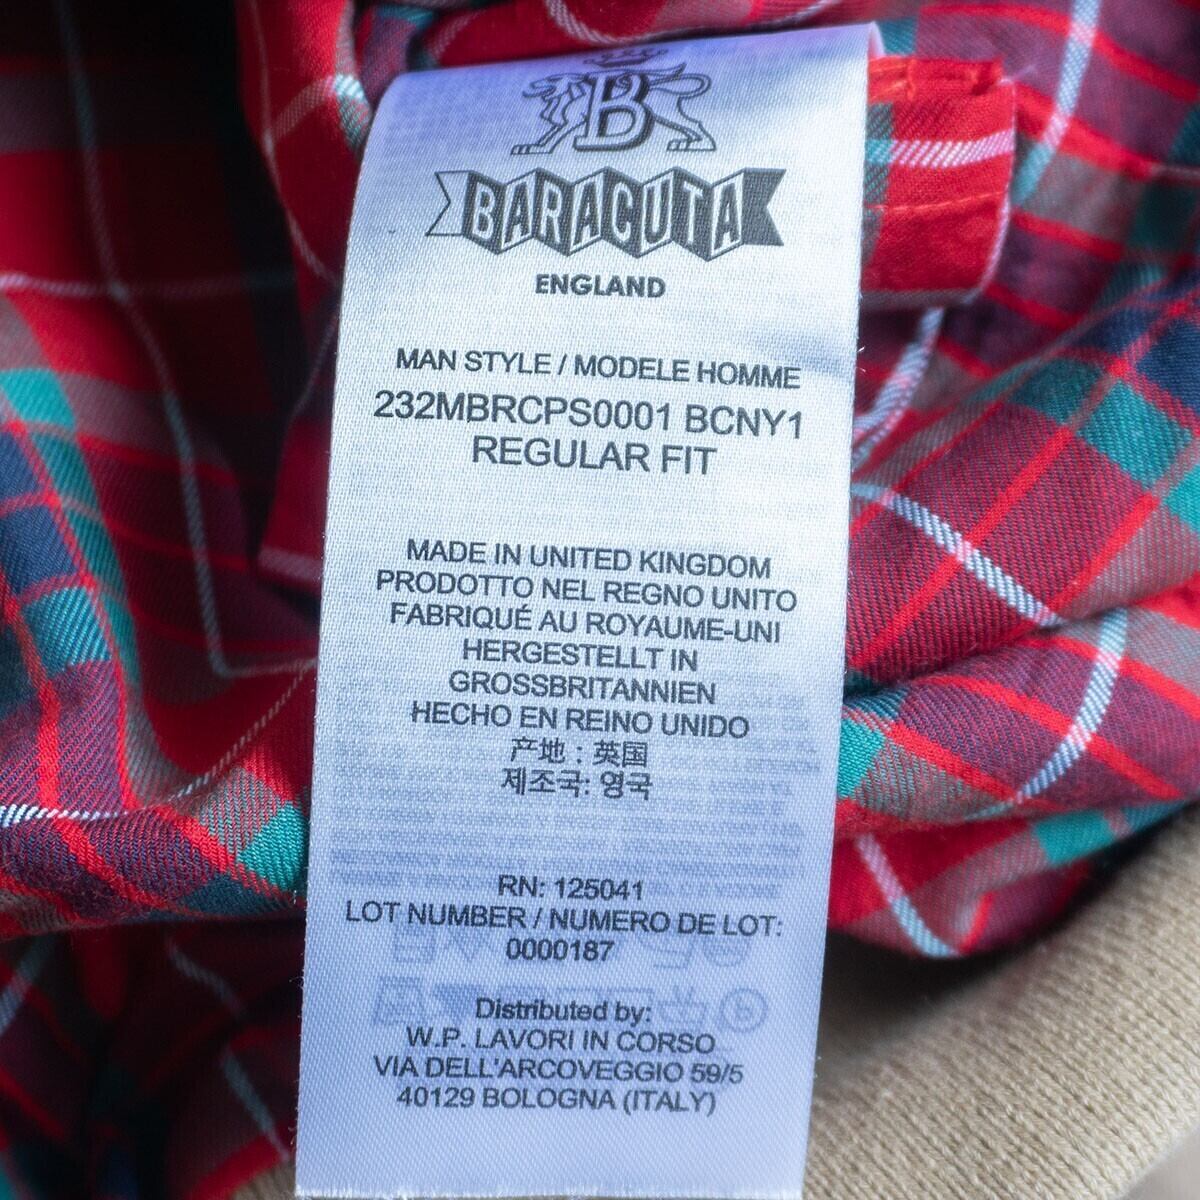 B
BARACUTA
ENGLAND
MAN STYLE / MODELE HOMME
232MBRCPS0001 BCNY1
REGULAR FIT
MADE IN UNITED KINGDOM
PRODOTTO NEL REGNO UNITO
FABRIQUÉ AU ROYAUME-UNI
HERGESTELLT IN
GROSSBRITANNIEN
HECHO EN REINO UNIDO
产地 : 英国
제조국: 영국
RN: 125041
LOT NUMBER / NUMERO DE LOT:
0000187
Distributed by:
W.P. LAVORI IN CORSO
VIA DELL'ARCOVEGGIO 59/5
40129 BOLOGNA (ITALY)